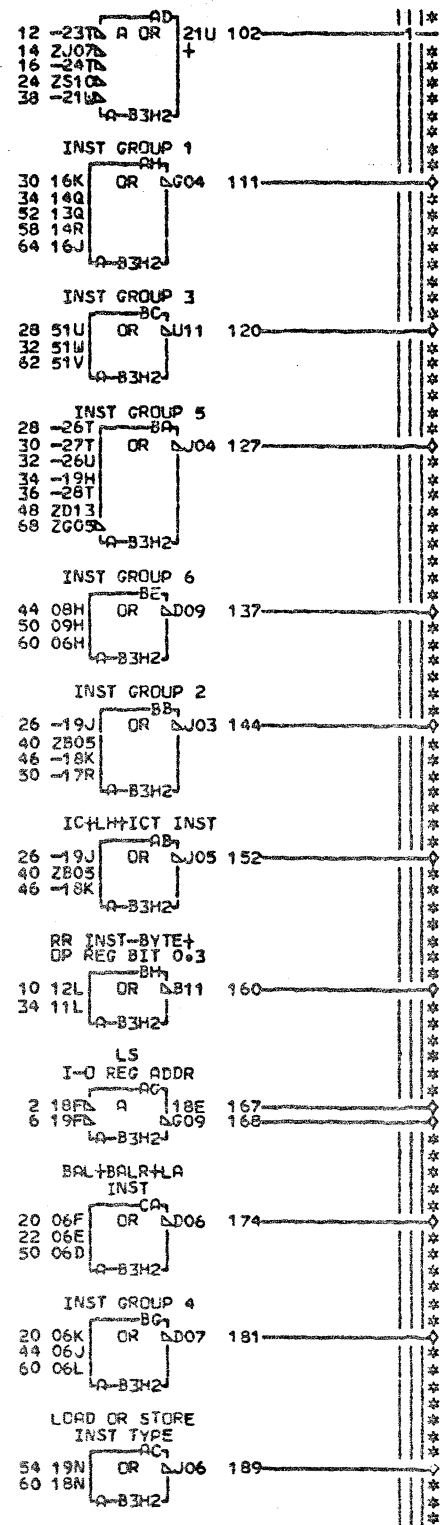 AD
12 -23T A OR 21U 102 1
14 ZJ07 +
16 -24T
24 ZS10
38 -21W
A-B3H2
INST GROUP 1
AH
30 16K OR G04 111
34 14Q
52 13Q
58 14R
64 16J
A-B3H2
INST GROUP 3
BC
28 51U OR U11 120
32 51W
62 51V
A-B3H2
INST GROUP 5
28 -26T BA
30 -27T OR J04 127
32 -26U
34 -19H
36 -28T
48 ZD13
68 ZG05
A-B3H2
INST GROUP 6
BE
44 08H OR D09 137
50 09H
60 06H
A-B3H2
INST GROUP 2
BB
26 -19J OR J03 144
40 ZB05
46 -18K
50 -17R
A-B3H2
IC+LH+ICT INST
AB
26 -19J OR J05 152
40 ZB05
46 -18K
A-B3H2
RR INST-BYTE+
OP REG BIT 0.3
BH
10 12L OR B11 160
34 11L
A-B3H2
LS
I-O REG ADDR
AG
2 18F A 18E 167
6 19F G09 168
A-B3H2
BAL+BALR+LA
INST
CA
20 06F OR D06 174
22 06E
50 06D
A-B3H2
INST GROUP 4
BG
20 06K OR D07 181
44 06J
60 06L
A-B3H2
LOAD OR STORE
INST TYPE
AC
54 19N OR J06 189
60 18N
A-B3H2